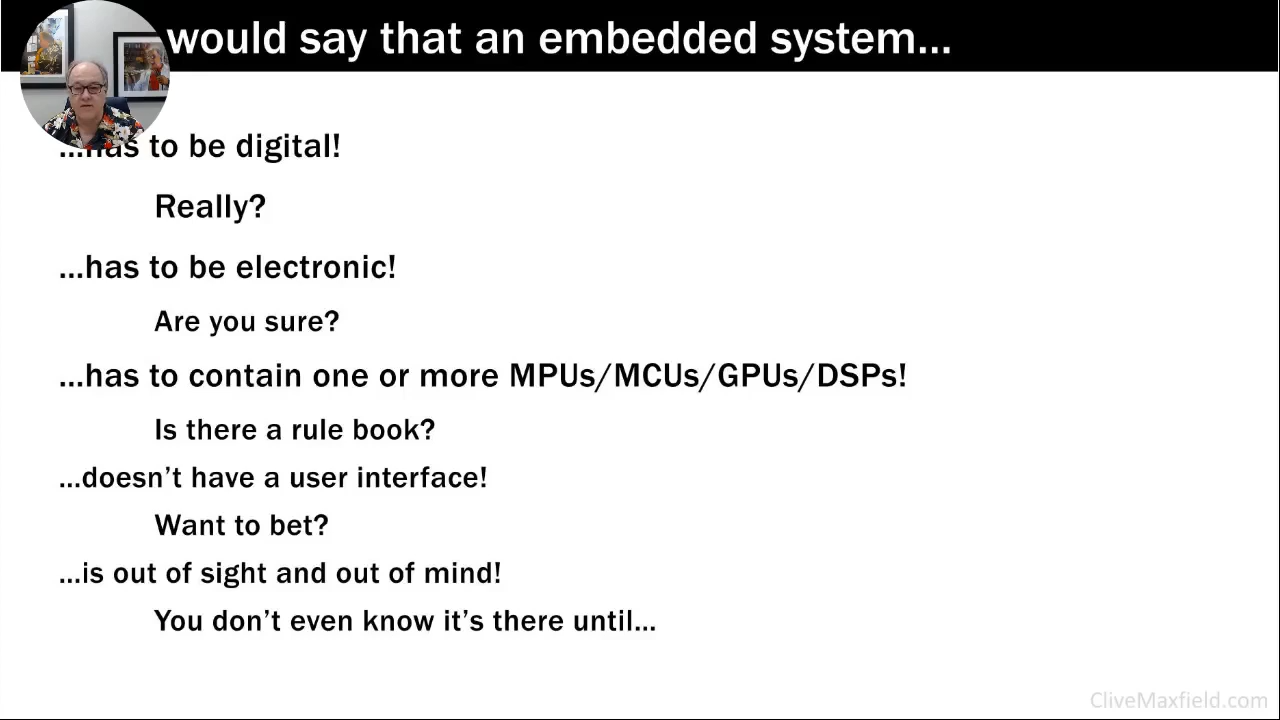 would say that an embedded system...
...has to be digital!
Really?
...has to be electronic!
Are you sure?
...has to contain one or more MPUs/MCUs/GPUs/DSPs!
Is there a rule book?
...doesn’t have a user interface!
Want to bet?
...is out of sight and out of mind!
You don’t even know it’s there until...
CliveMaxfield.com